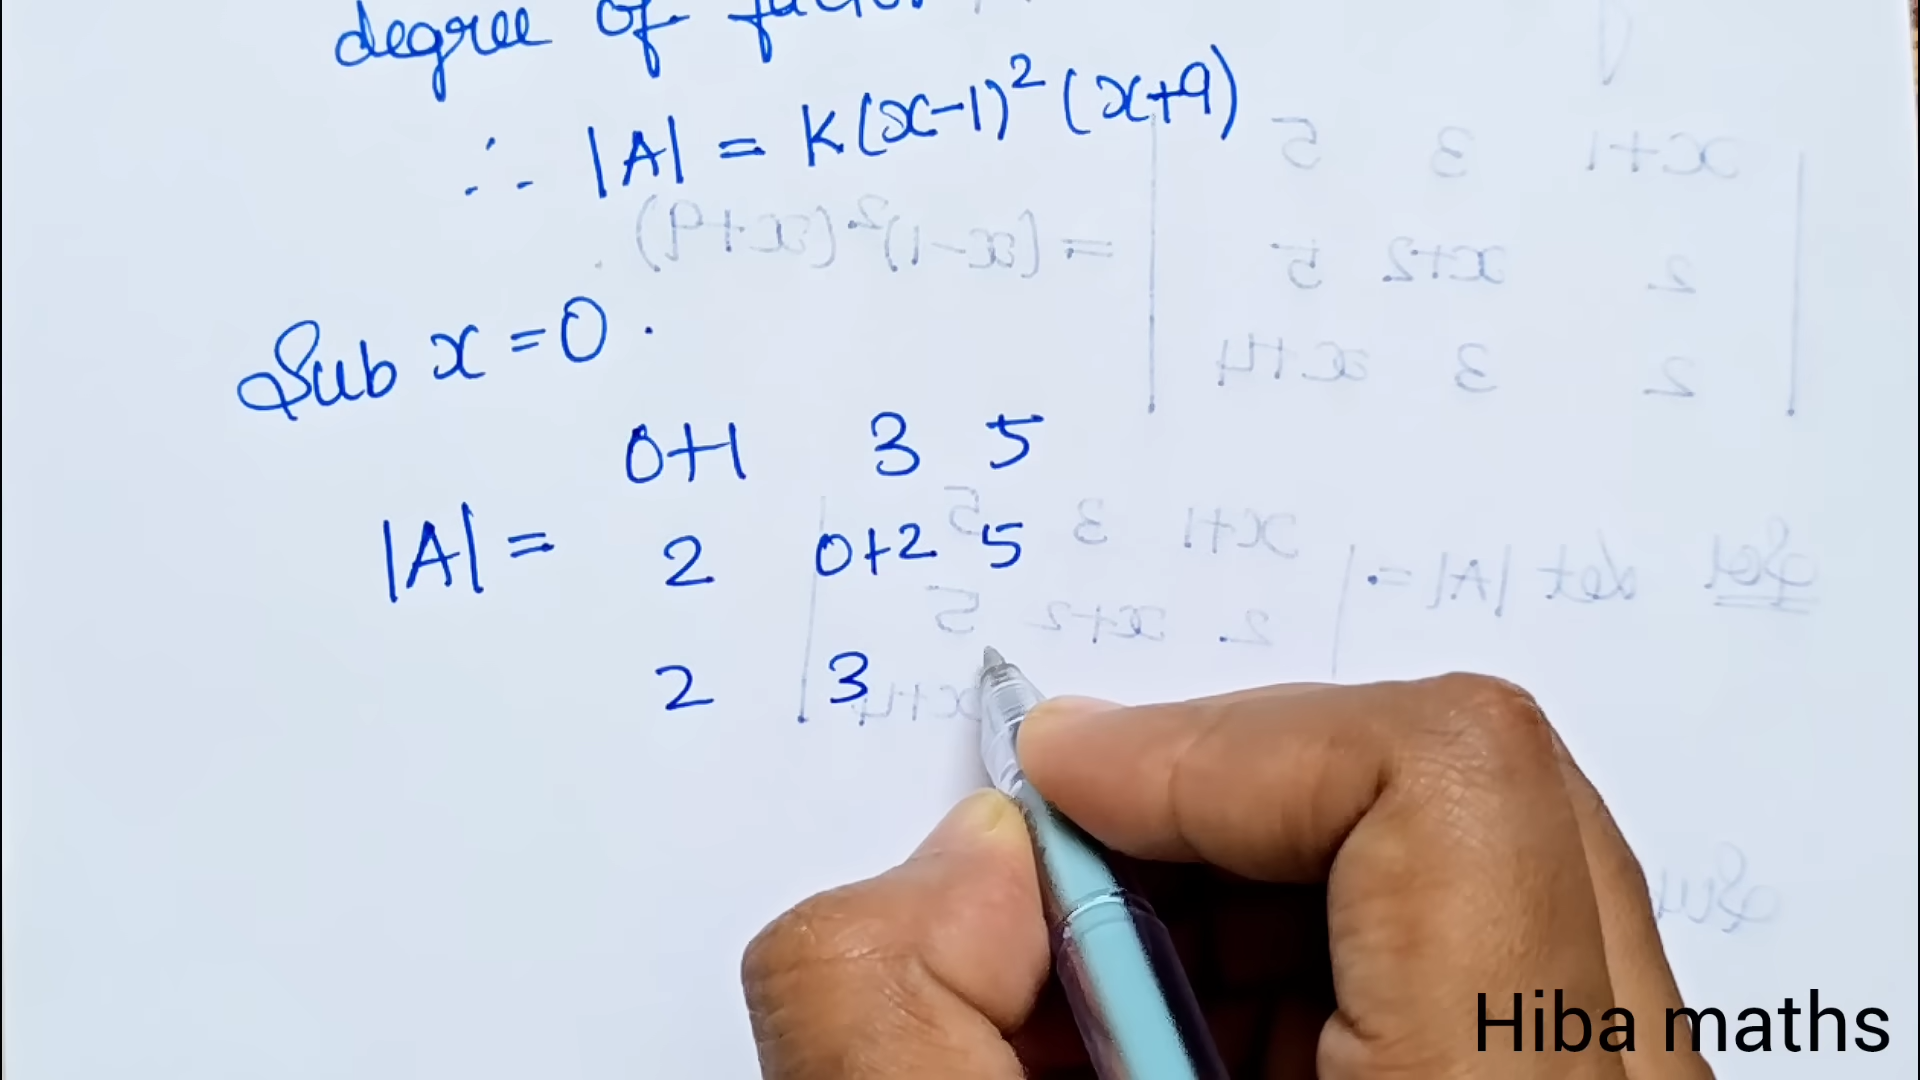 degree of factor
∴ |A| = K(x-1)² (x+9)
Sub x = 0.
0+1 3 5
|A| = 2 0+2 5
2 3
Hiba maths